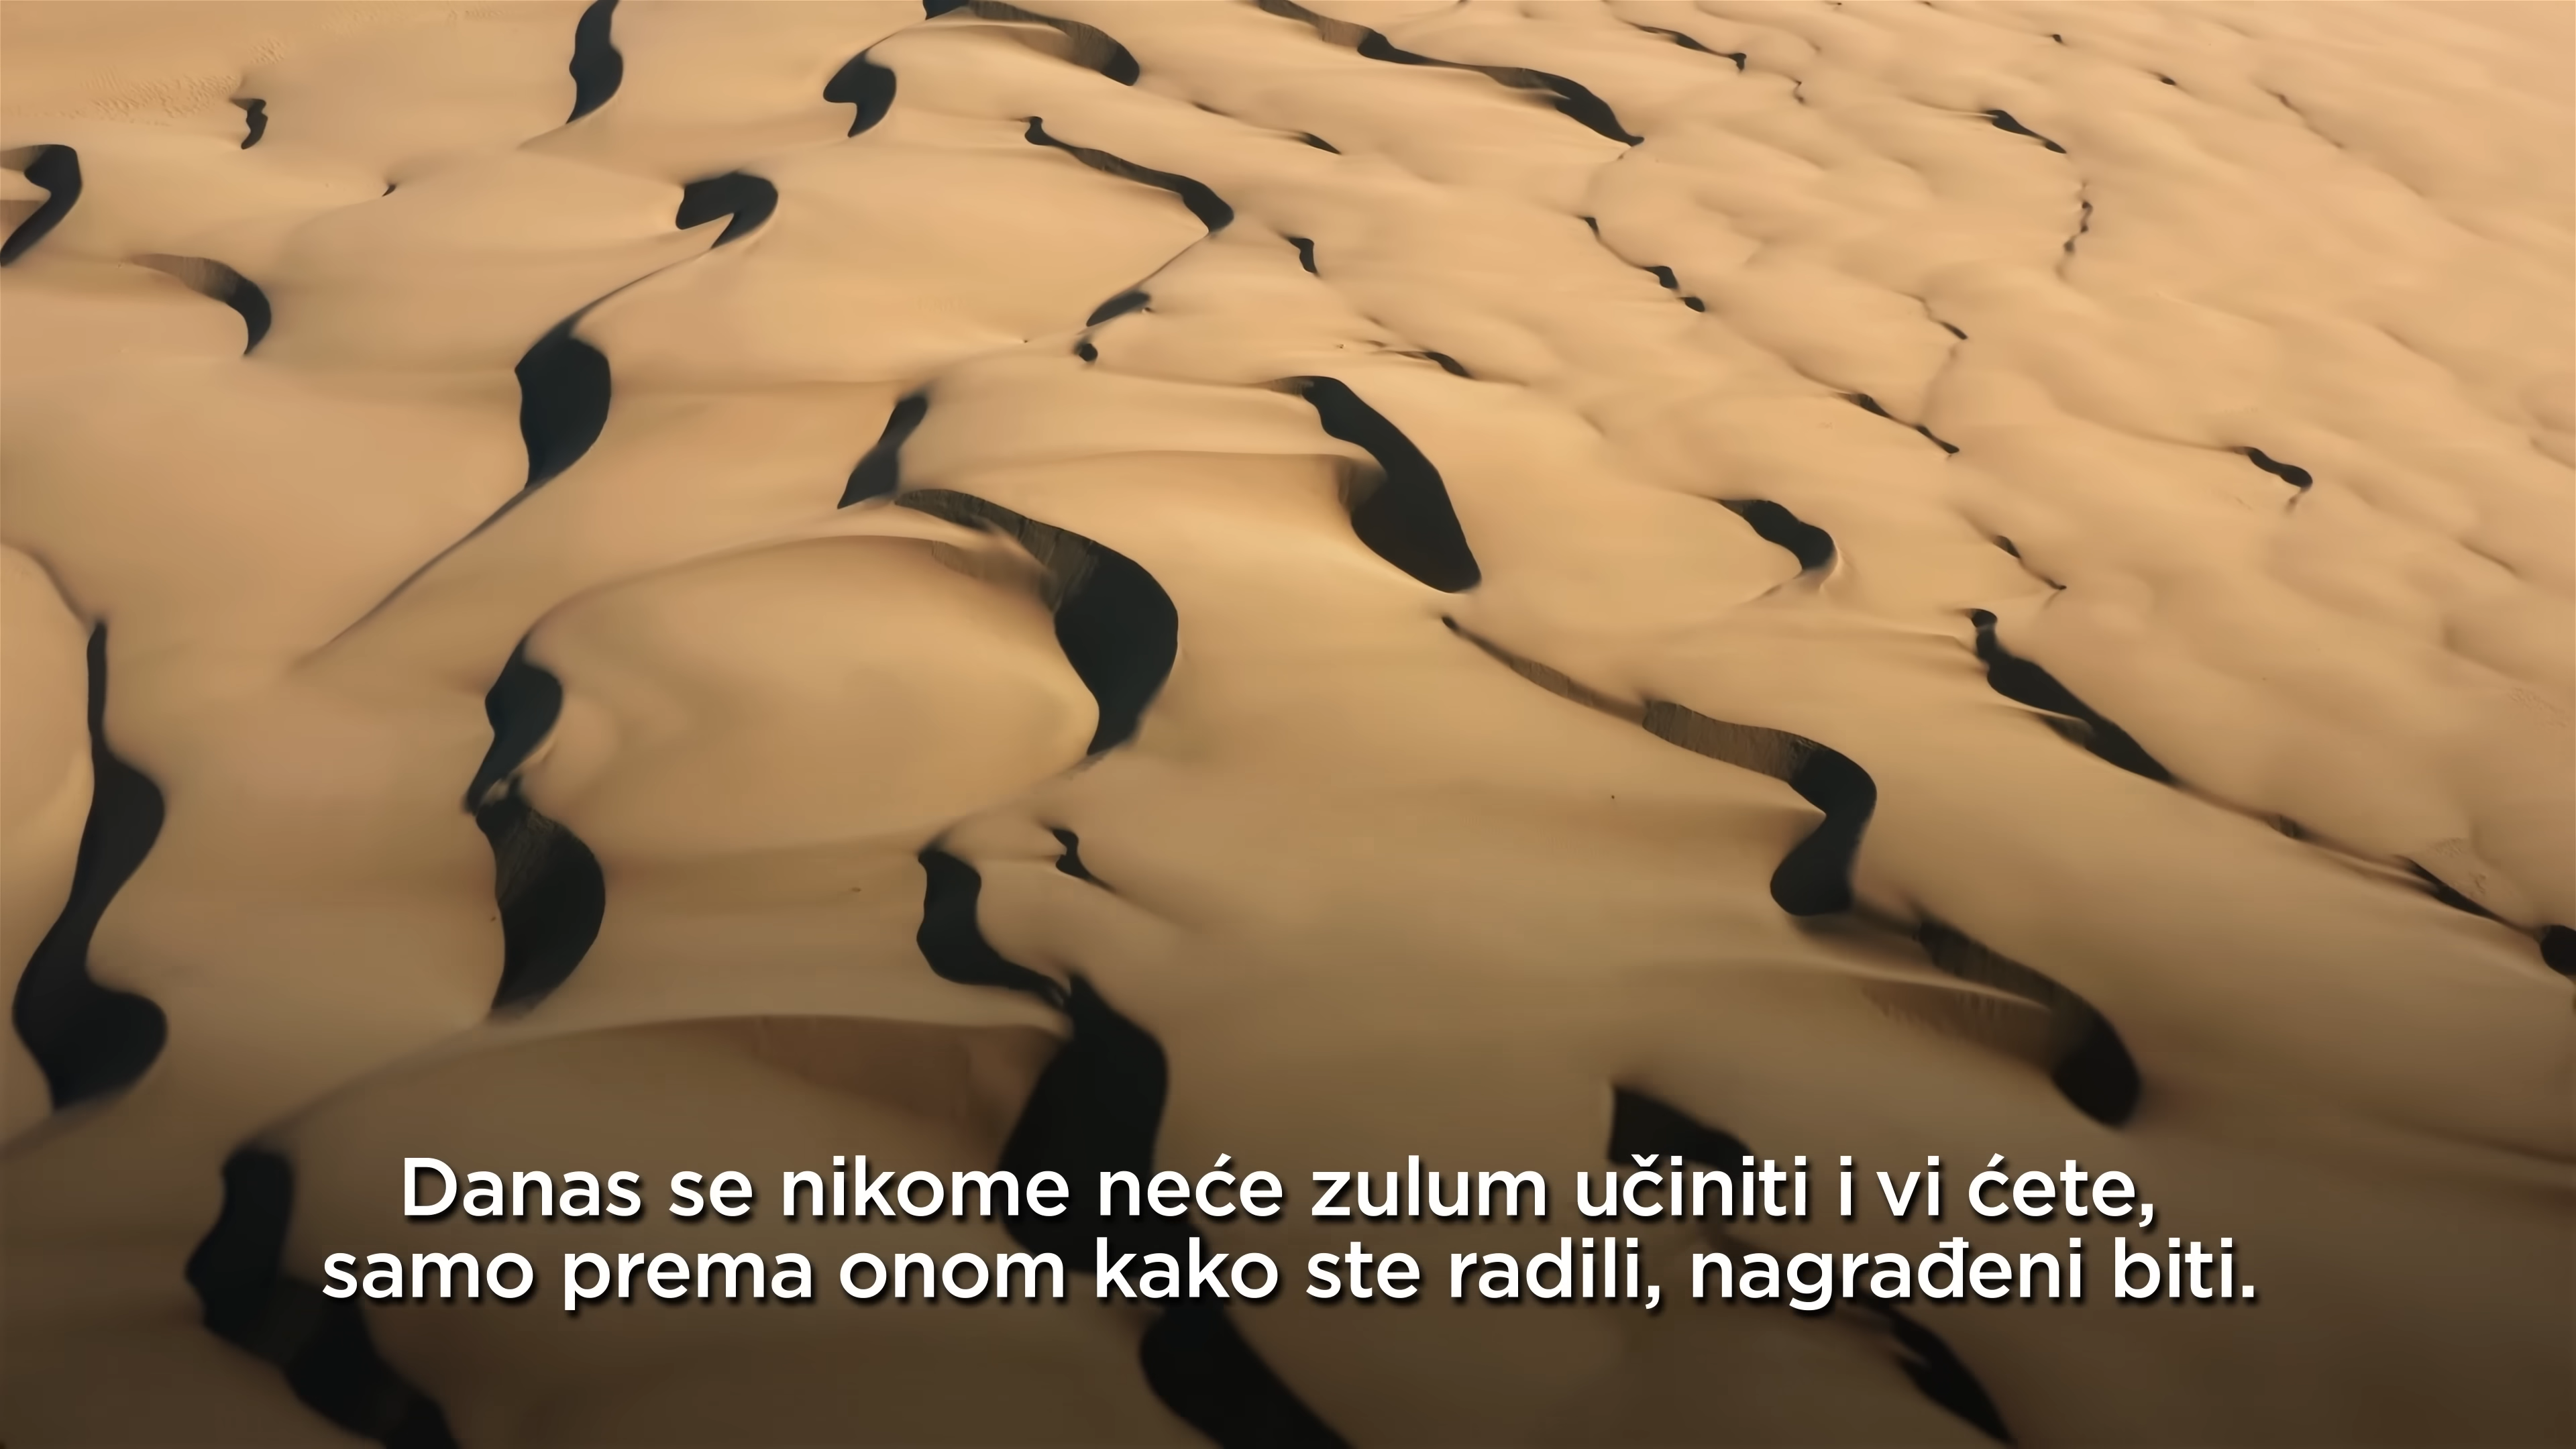 Danas se nikome neće zulum učiniti i vi ćete,
samo prema onom kako ste radili, nagrađeni biti.